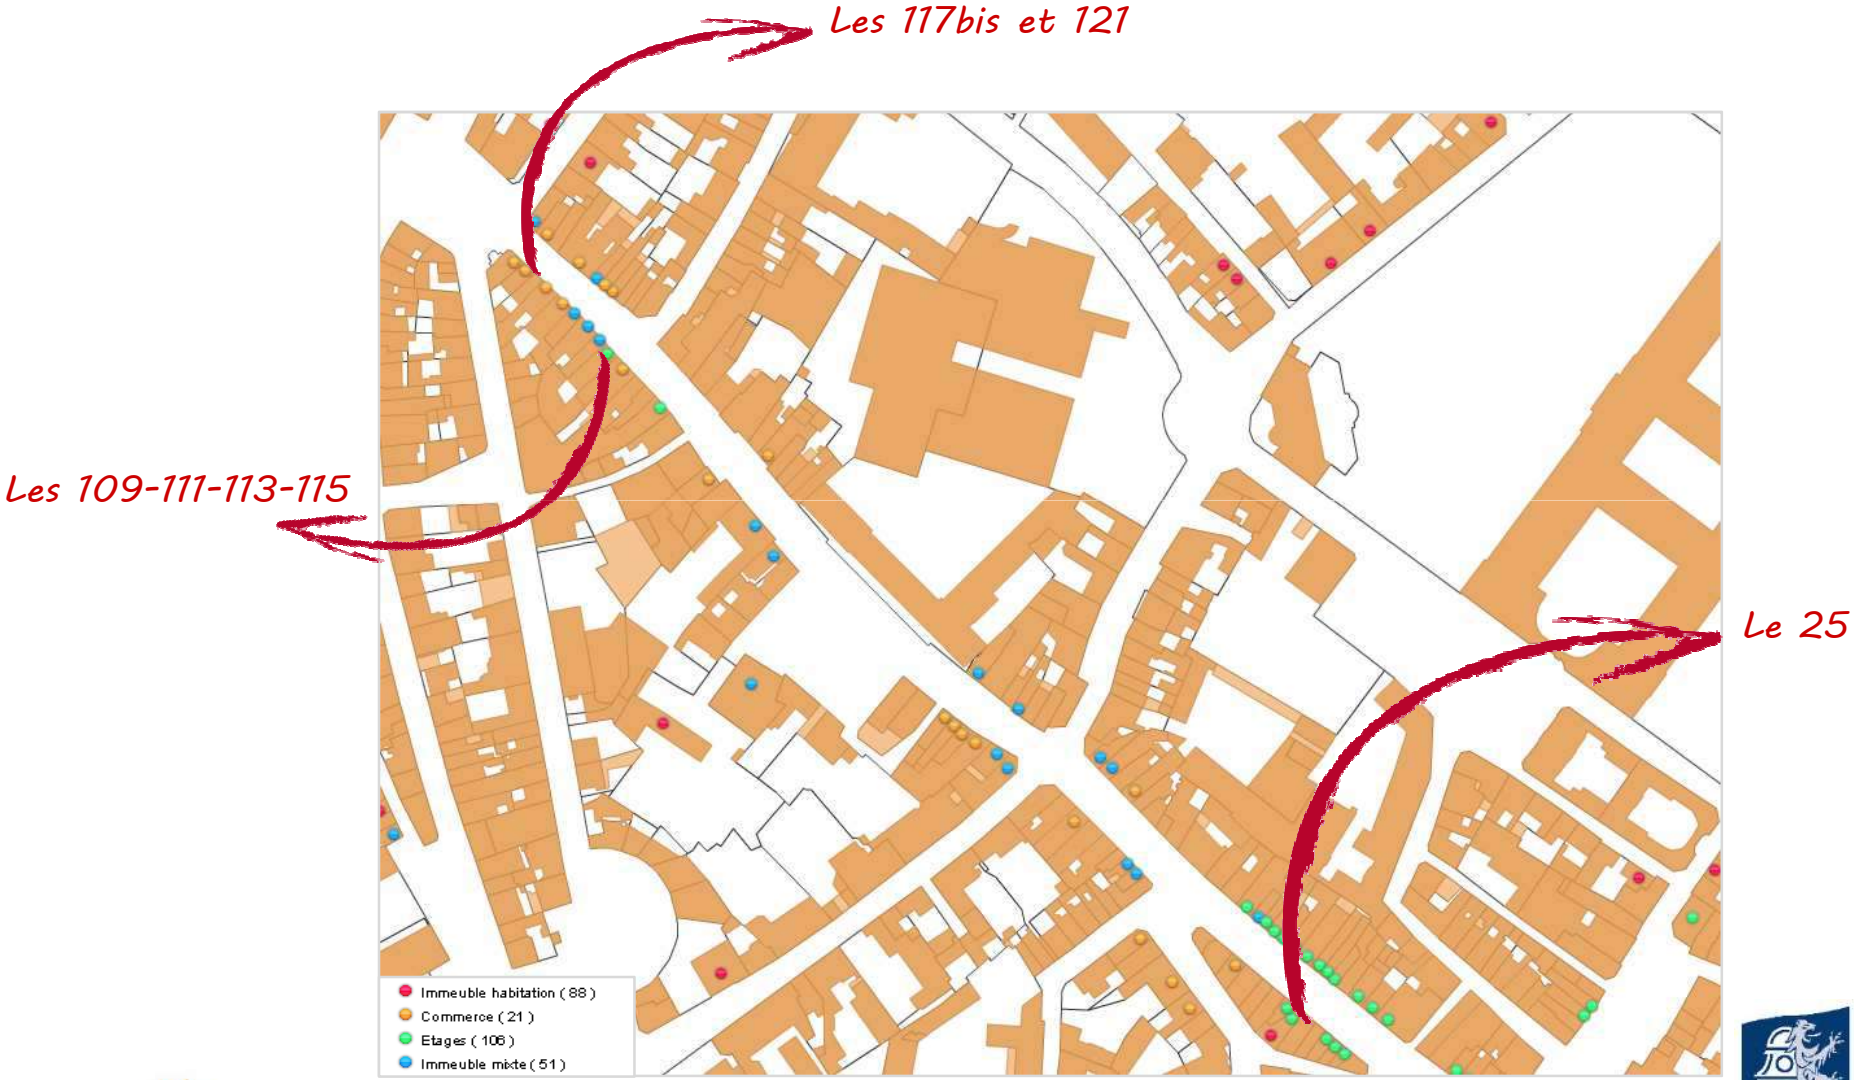 Les 117bis et 121
Les 109-111-113-115
Le 25
Immeuble habitation ( 88 )
Commerce ( 21 )
Etages ( 106 )
Immeuble mixte ( 51 )